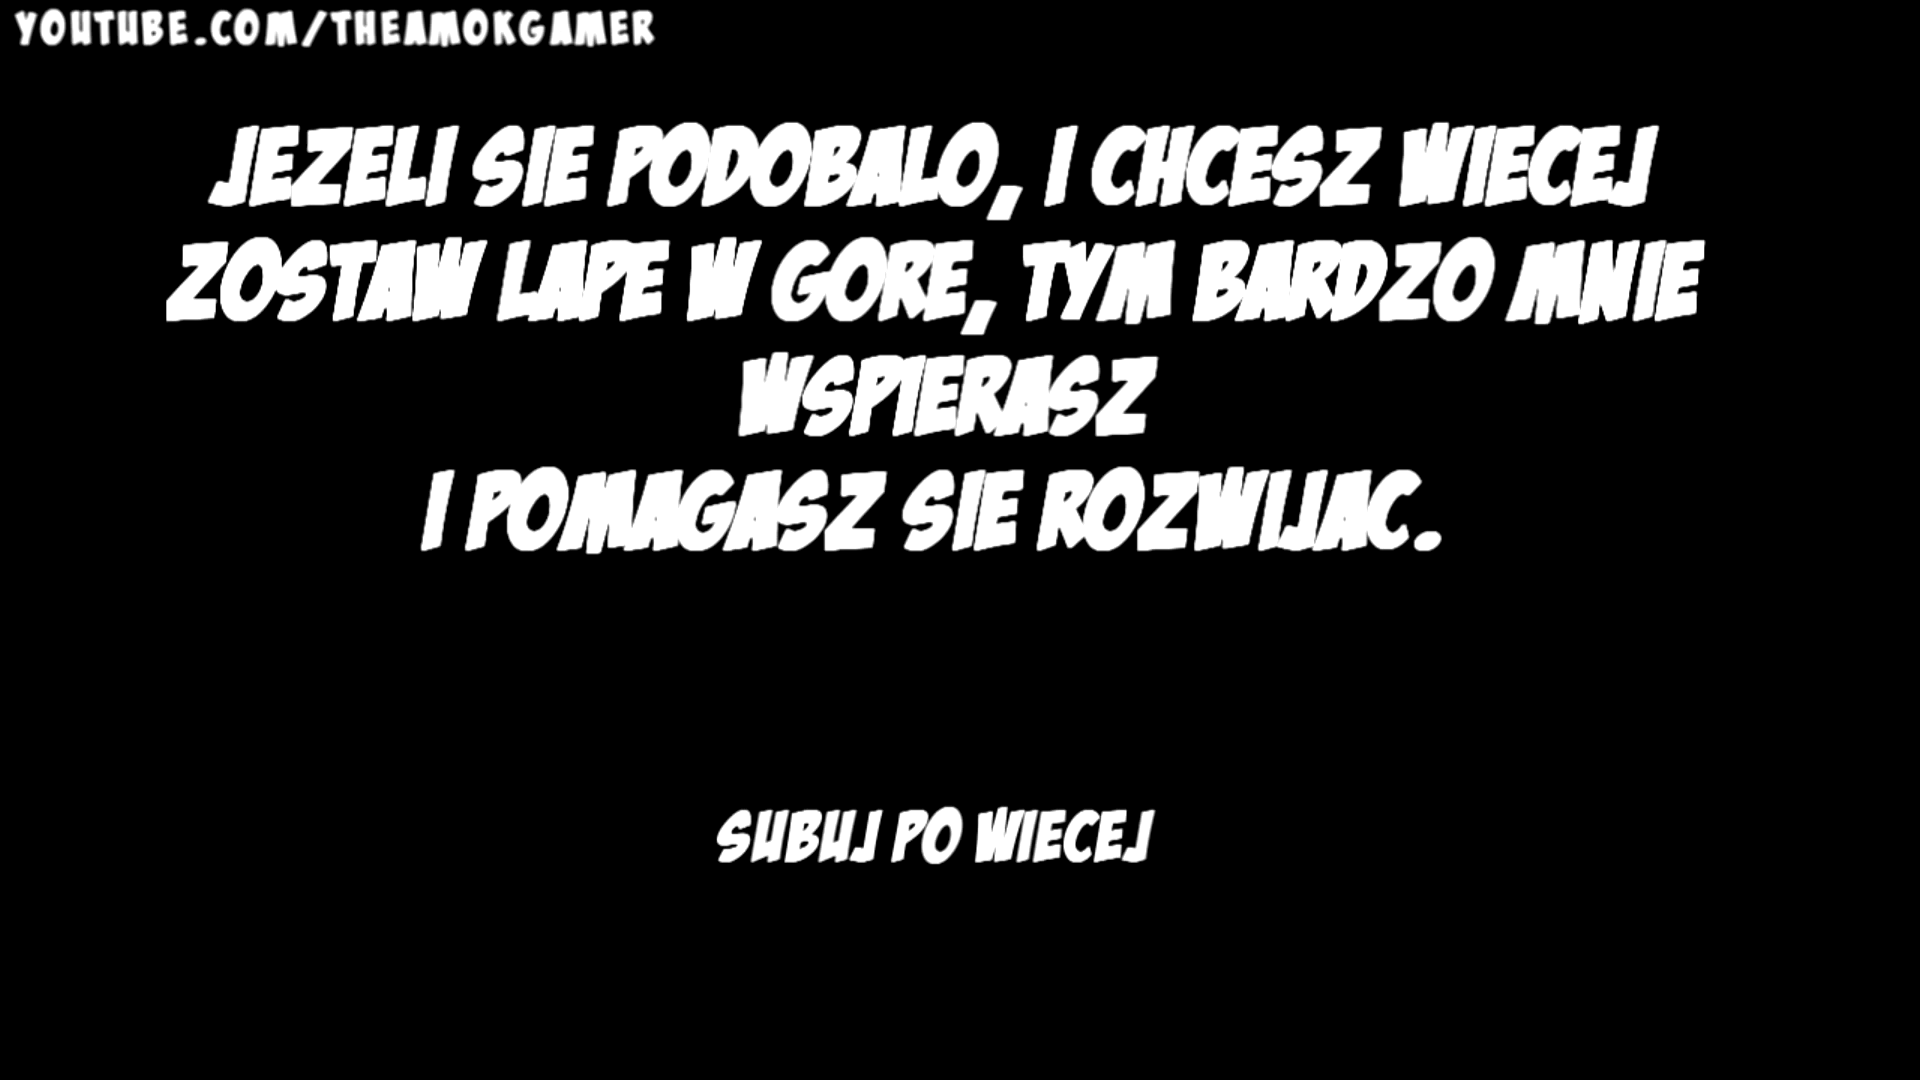 YOUTUBE.COM/THEAMOKGAMER
JEZELI SIE PODOBALO, I CHCESZ WIECEJ
ZOSTAW LAPE W GORE, TYM BARDZO MNIE
WSPIERASZ
I POMAGASZ SIE ROZWIJAC.
SUBUJ PO WIECEJ